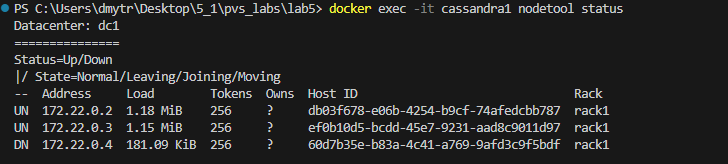 PS C:\Users\dmytr\Desktop\5_1\pvs_labs\lab5> docker exec -it cassandra1 nodetool status
Datacenter: dc1
===============
Status=Up/Down
|/ State=Normal/Leaving/Joining/Moving
--  Address     Load        Tokens  Owns  Host ID                               Rack
UN  172.22.0.2  1.18 MiB    256     ?     db03f678-e06b-4254-b9cf-74afedcbb787  rack1
UN  172.22.0.3  1.15 MiB    256     ?     ef0b10d5-bcdd-45e7-9231-aad8c9011d97  rack1
DN  172.22.0.4  181.09 KiB  256     ?     60d7b35e-b83a-4c41-a769-9afd3c9f5bdf  rack1